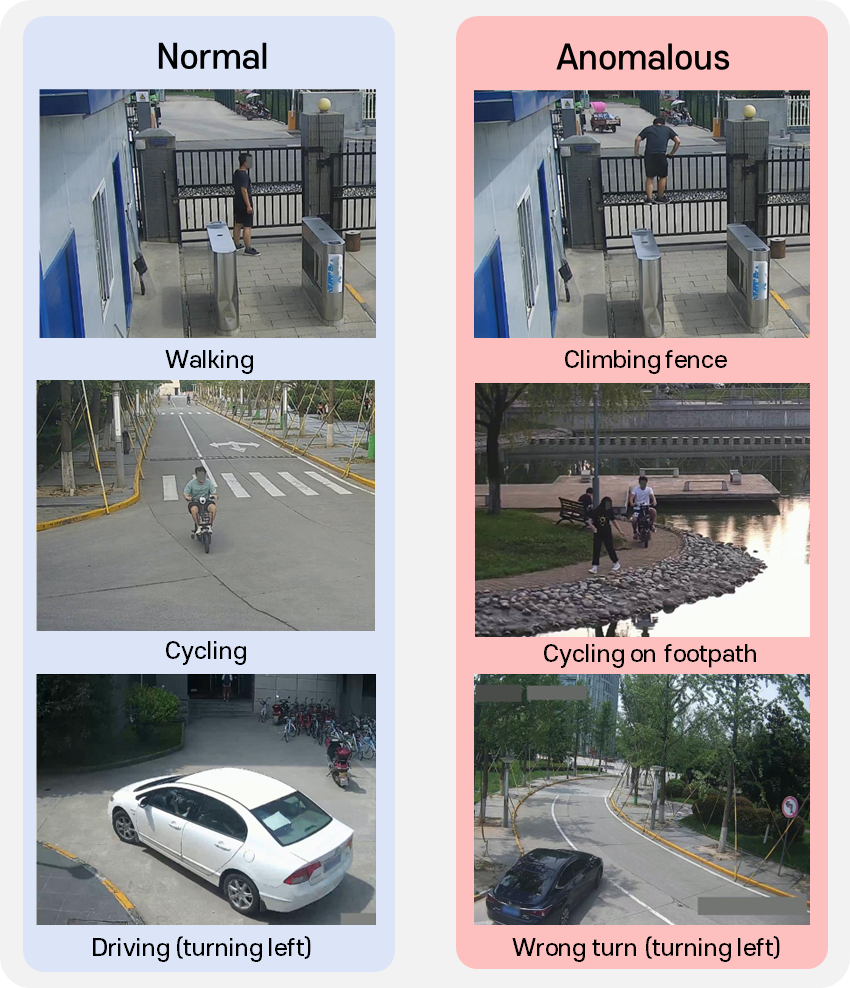 Normal
Anomalous
Walking
Climbing fence
Cycling
Cycling on footpath
Driving (turning left)
Wrong turn (turning left)